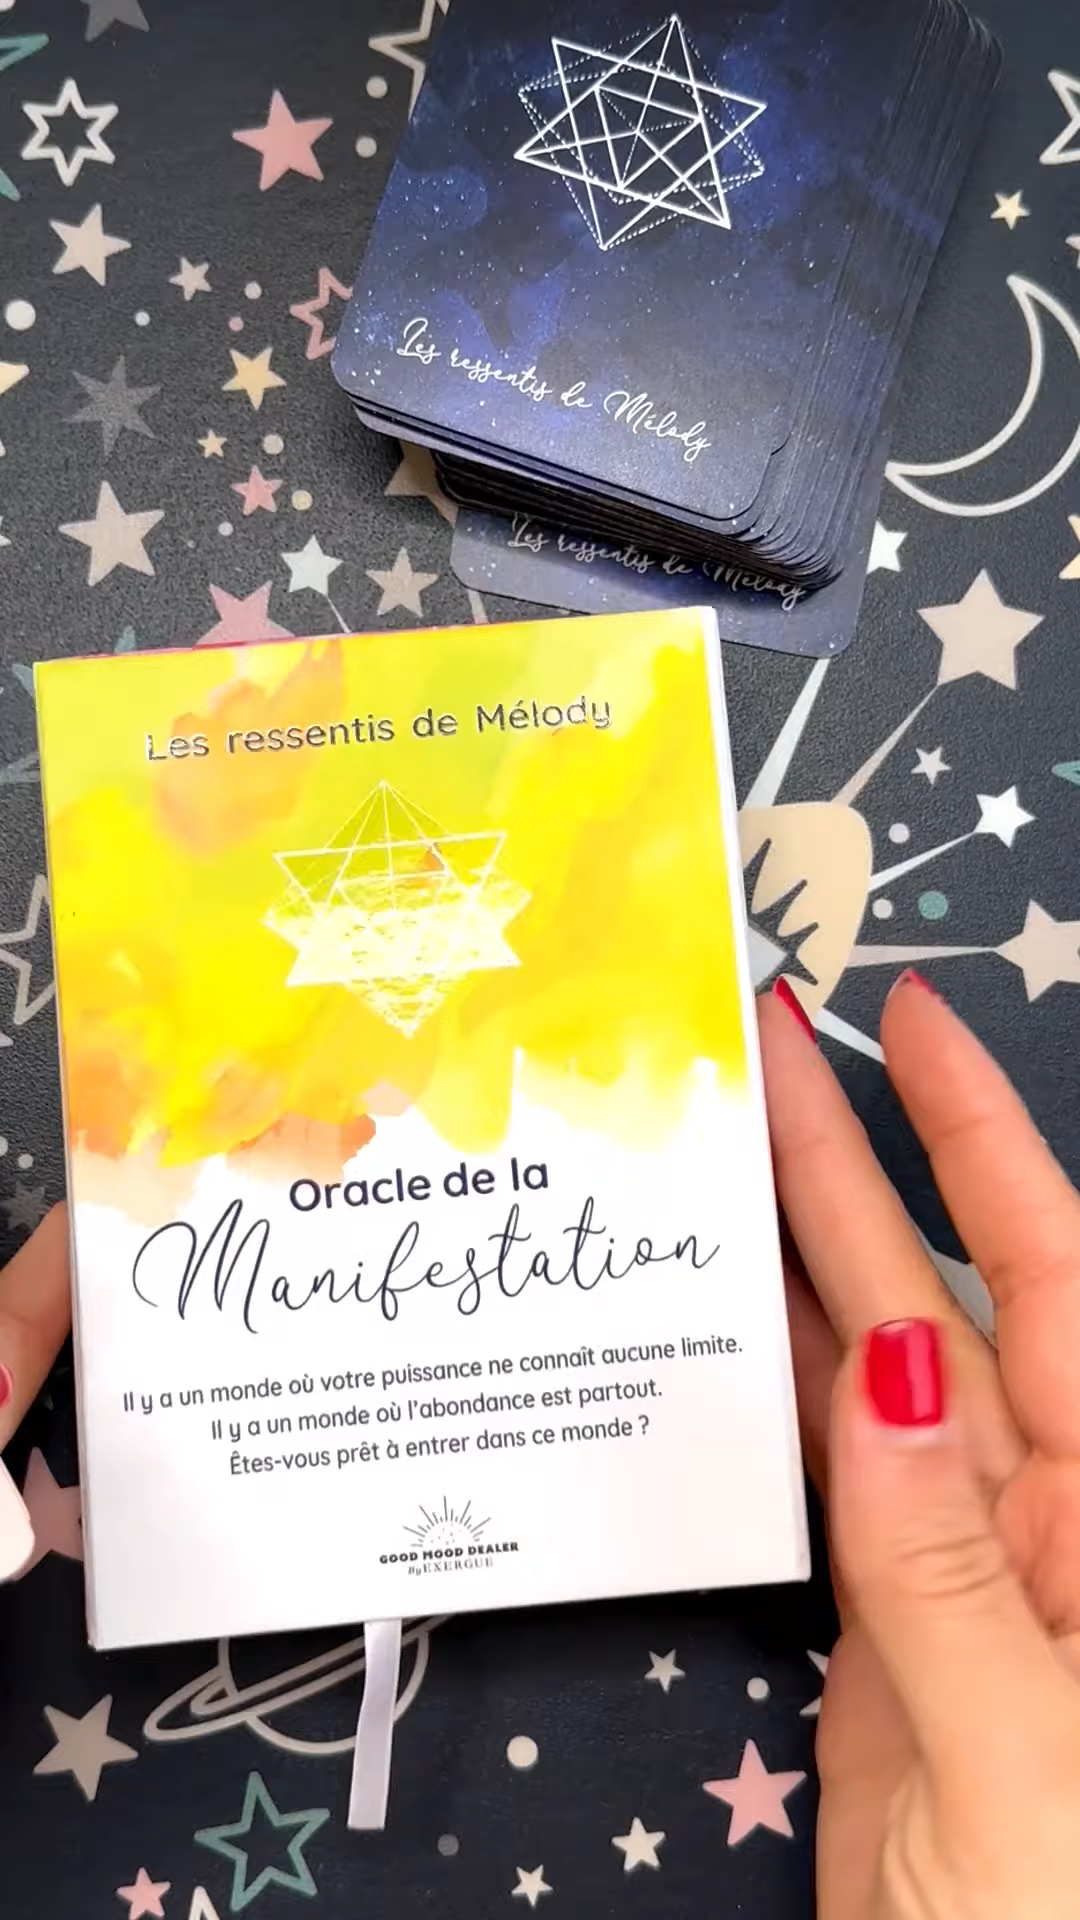 Les ressentis de Mélody
Les ressentis de Mélody
Les ressentis de Mélody
Oracle de la
Manifestation
Il y a un monde où votre puissance ne connaît aucune limite.
Il y a un monde où l'abondance est partout.
Êtes-vous prêt à entrer dans ce monde ?
GOOD MOOD DEALER
By EXERGUE